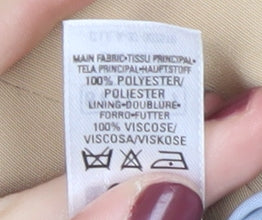 MAIN FABRIC•TISSU PRINCIPAL•
TELA PRINCIPAL•HAUPTSTOFF
100% POLYESTER/
POLIESTER
LINING•DOUBLURE•
FORRO•FUTTER
100% VISCOSE/
VISCOSA/VISKOSE